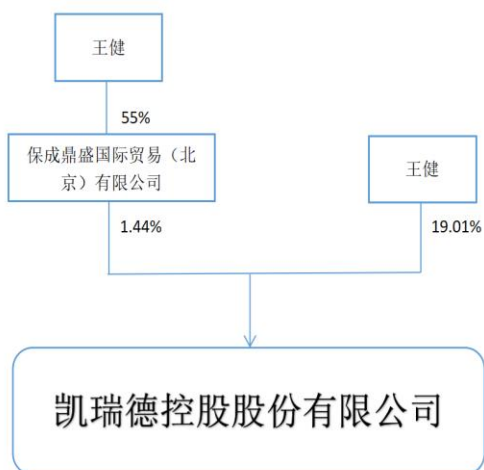 王健
55%
保成鼎盛国际贸易（北
京）有限公司
王健
1.44%
19.01%
凯瑞德控股股份有限公司